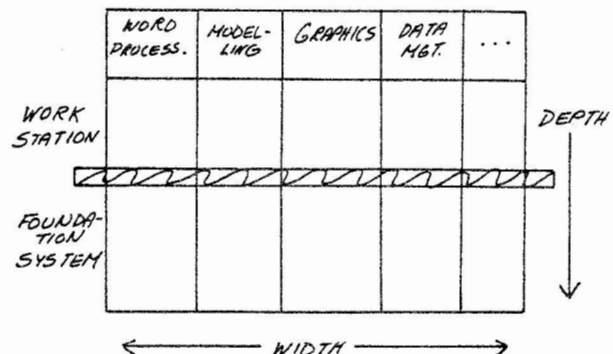 WORD
PROCESS.
MODEL-
LING
GRAPHICS
DATA
MGT.
...
WORK
STATION
DEPTH
FOUNDA-
TION
SYSTEM
WIDTH